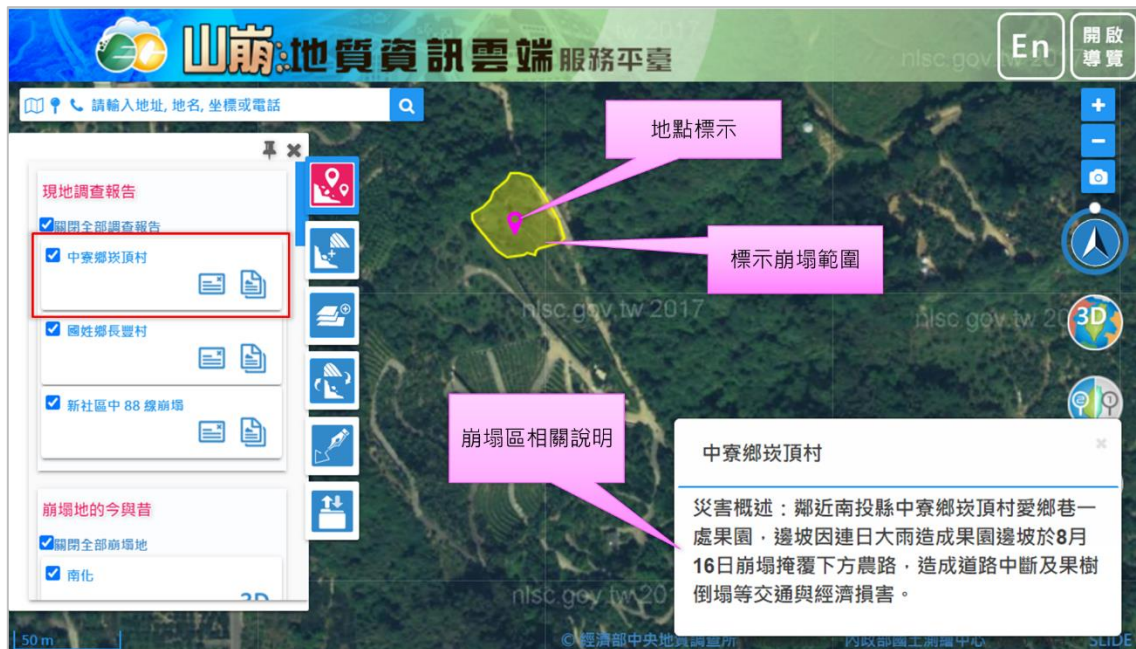 山崩地質資訊雲端服務平臺
En
開啟
導覽
nlsc.gov.tw 20
請輸入地址, 地名, 坐標或電話
現地調查報告
關閉全部調查報告
中寮鄉崁頂村
國姓鄉長豐村
新社區中 88 線崩塌
崩塌地的今與昔
關閉全部崩塌地
南化
3D
地點標示
標示崩塌範圍
nlsc.gov.tw 2017
nlsc.gov.tw 20
3D
崩塌區相關說明
中寮鄉崁頂村
災害概述：鄰近南投縣中寮鄉崁頂村愛鄉巷一
處果園，邊坡因連日大雨造成果園邊坡於8月
16日崩塌掩覆下方農路，造成道路中斷及果樹
倒塌等交通與經濟損害。
nlsc.gov.tw 20
50 m
© 經濟部中央地質調查所
內政部國土測繪中心
SLIDE